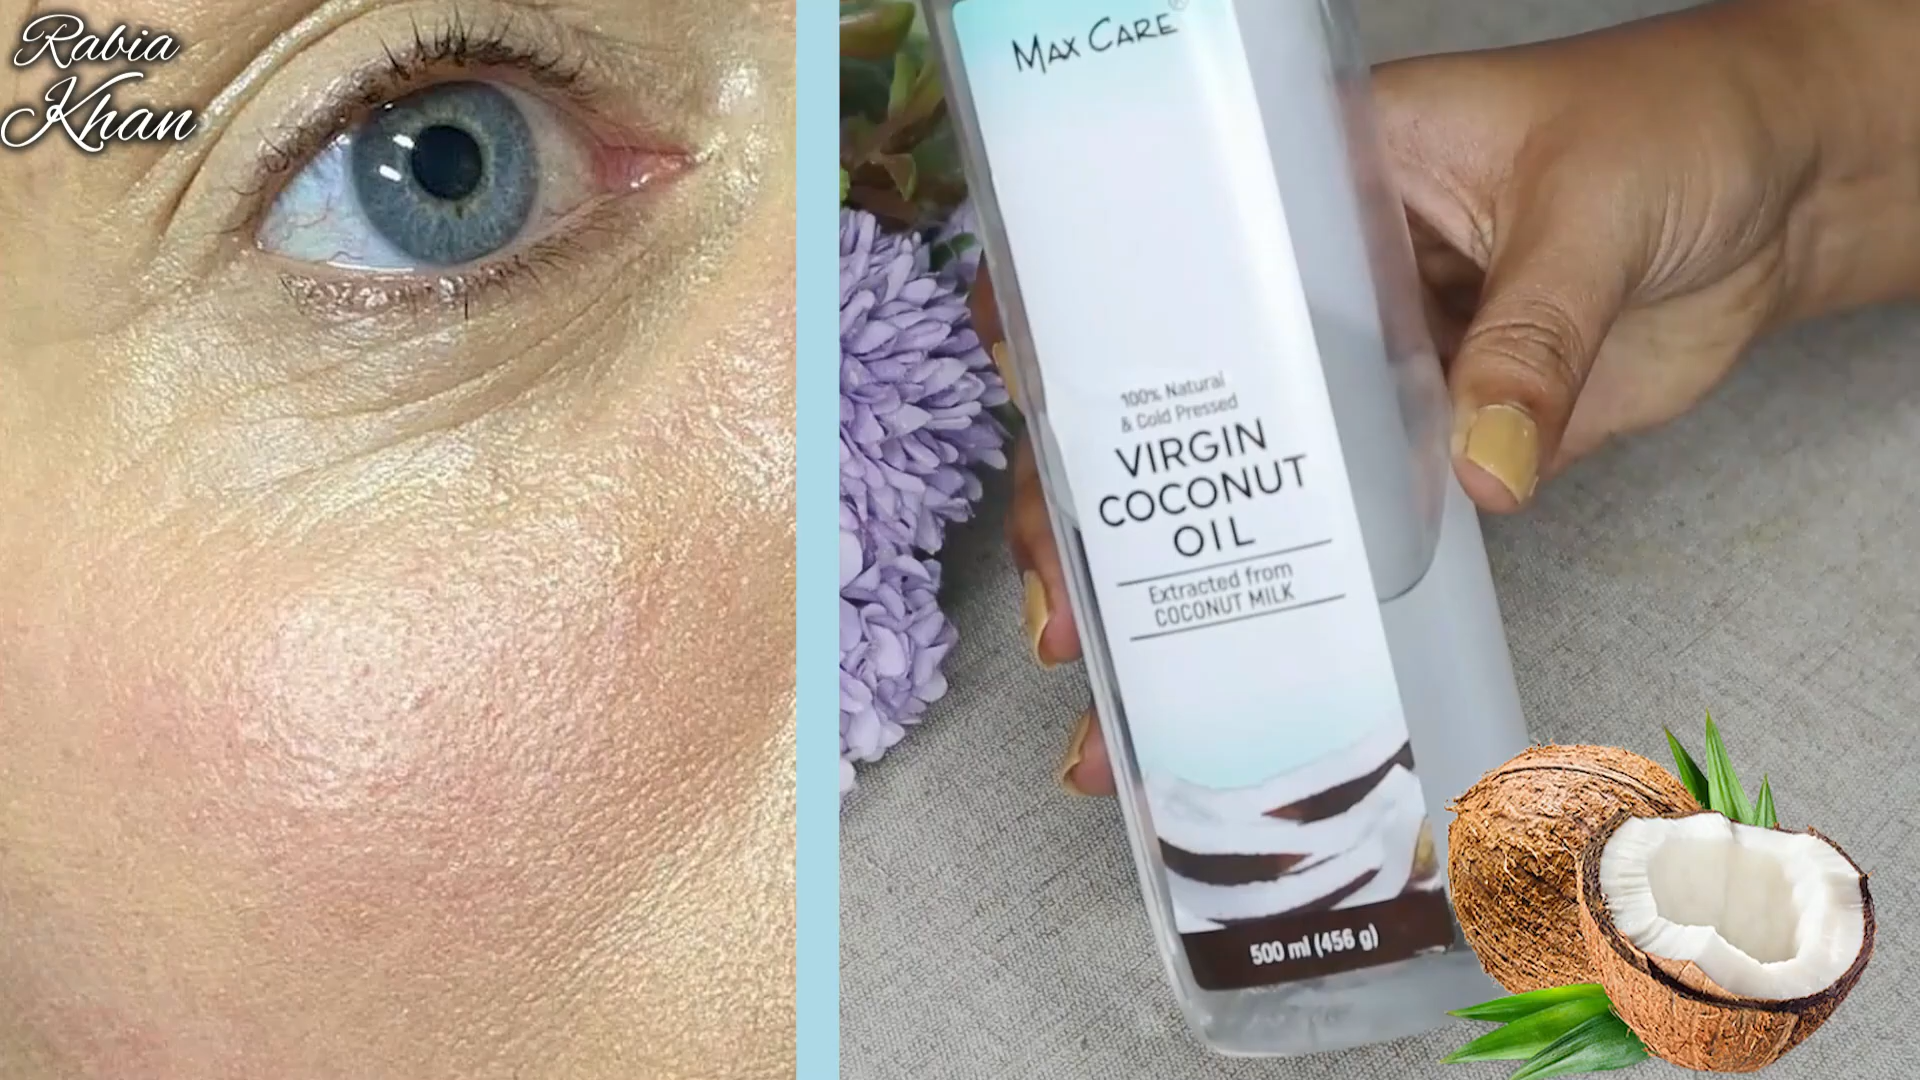 Rabia
Khan
MAX CARE®
100% Natural
& Cold Pressed
VIRGIN
COCONUT
OIL
Extracted from
COCONUT MILK
500 ml (456 g)